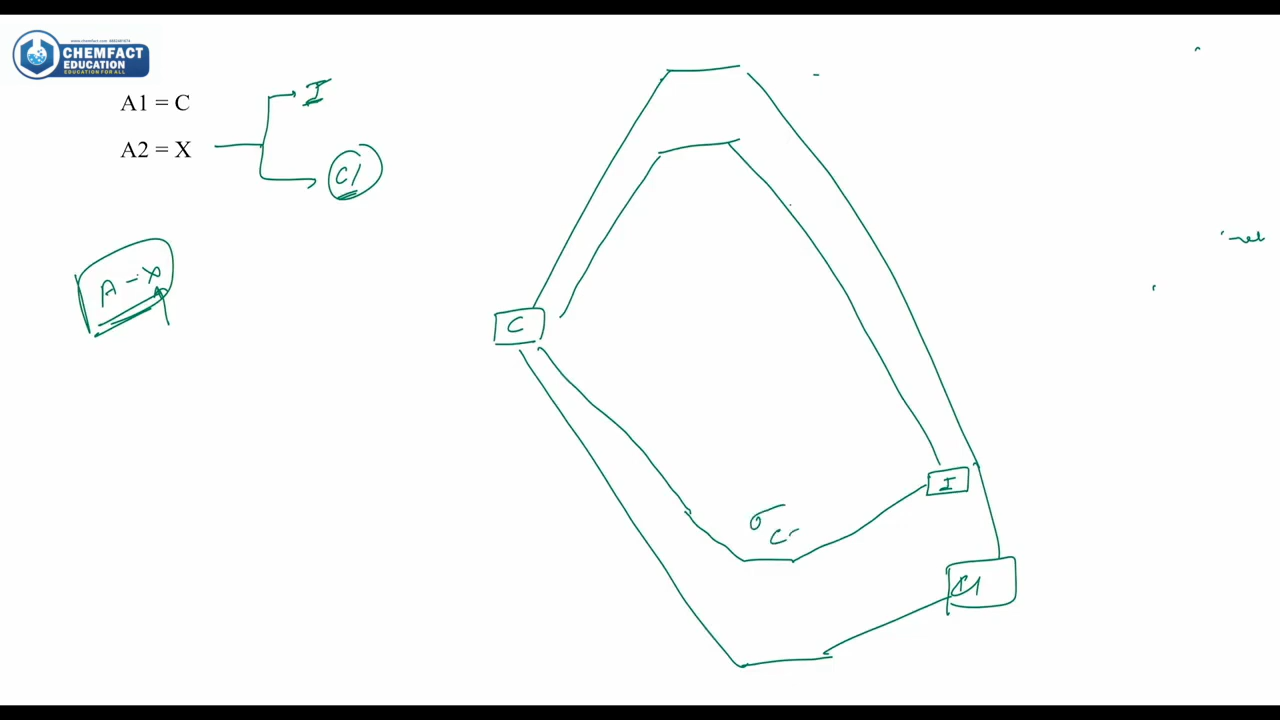 CHEMFACT
EDUCATION
EDUCATION FOR ALL
A1 = C
I
A2 = X
Cl
A - X
C
I
σ C-
Cl